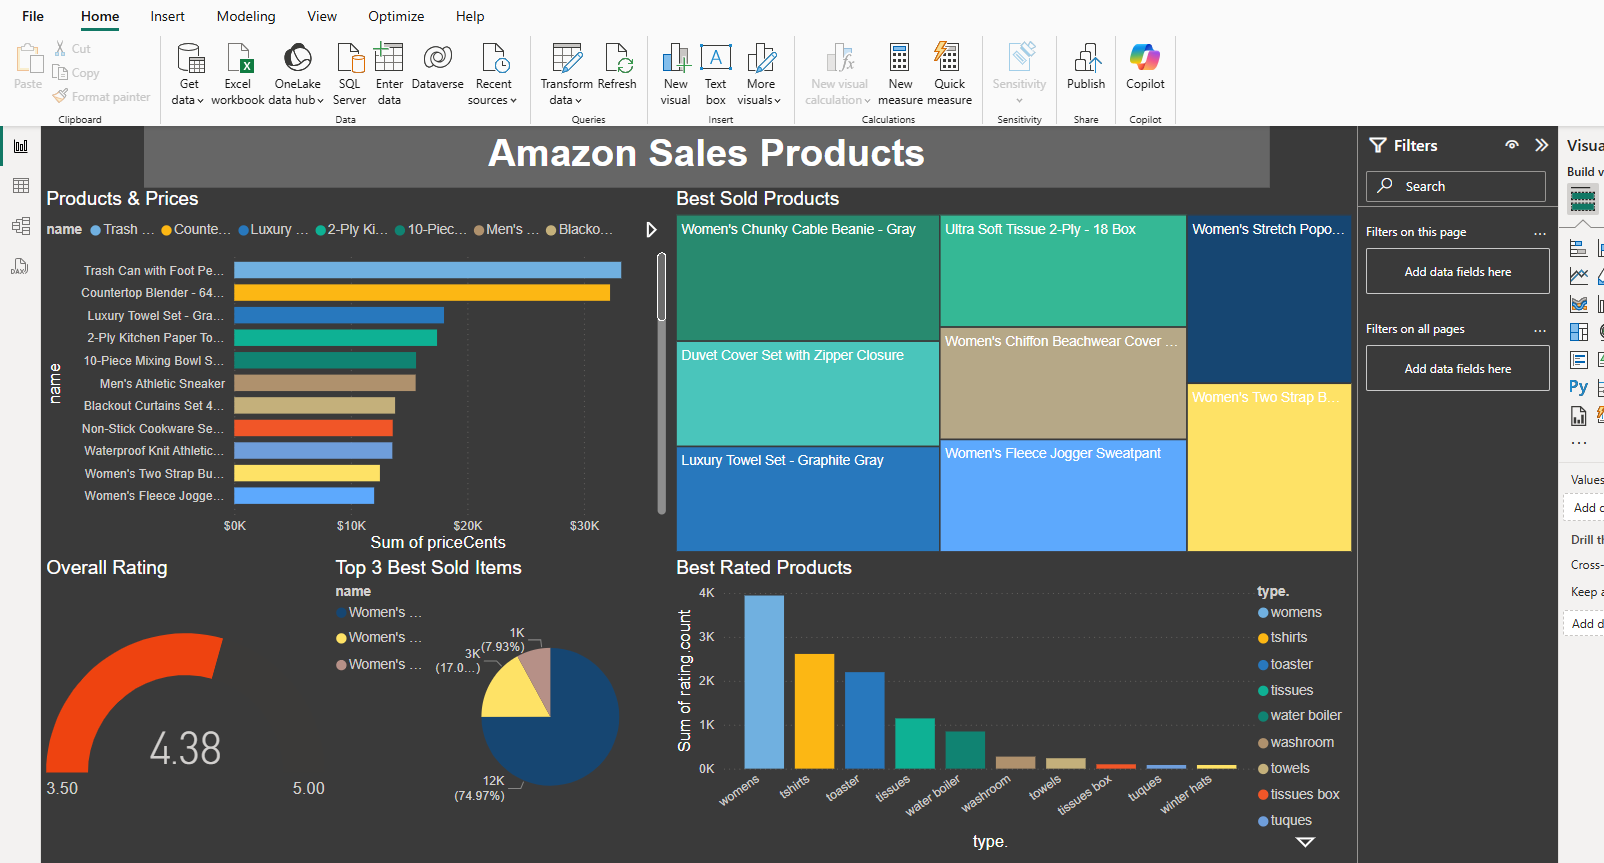 File Home Insert Modeling View Optimize Help
Paste
Cut
Copy
Format painter
Clipboard
Get data
Excel workbook
OneLake data hub
SQL Server
Enter data
Dataverse
Recent sources
Data
Transform data
Refresh
Queries
New visual
Text box
More visuals
Insert
New visual calculation
New measure
Quick measure
Calculations
Sensitivity
Sensitivity
Publish
Share
Copilot
Copilot
Amazon Sales Products
Products & Prices
name Trash ... Counte... Luxury ... 2-Ply Ki... 10-Piec... Men's ... Blacko...
name
Trash Can with Foot Pe...
Countertop Blender - 64...
Luxury Towel Set - Gra...
2-Ply Kitchen Paper To...
10-Piece Mixing Bowl S...
Men's Athletic Sneaker
Blackout Curtains Set 4...
Non-Stick Cookware Se...
Waterproof Knit Athletic...
Women's Two Strap Bu...
Women's Fleece Jogge...
$0K $10K $20K $30K
Sum of priceCents
Best Sold Products
Women's Chunky Cable Beanie - Gray
Duvet Cover Set with Zipper Closure
Luxury Towel Set - Graphite Gray
Ultra Soft Tissue 2-Ply - 18 Box
Women's Chiffon Beachwear Cover ...
Women's Fleece Jogger Sweatpant
Women's Stretch Popo...
Women's Two Strap B...
Overall Rating
4.38
3.50 5.00
Top 3 Best Sold Items
name
Women's ...
Women's ...
Women's ...
1K
(7.93%)
3K
(17.0...)
12K
(74.97%)
Best Rated Products
Sum of rating.count
4K
3K
2K
1K
0K
womens tshirts toaster tissues water boiler washroom towels tissues box tuques winter hats
type.
type.
womens
tshirts
toaster
tissues
water boiler
washroom
towels
tissues box
tuques
Filters
Search
Filters on this page ...
Add data fields here
Filters on all pages ...
Add data fields here
Visua
Build v
Py
...
Values
Add d
Drill th
Cross-
Keep a
Add d
DAX